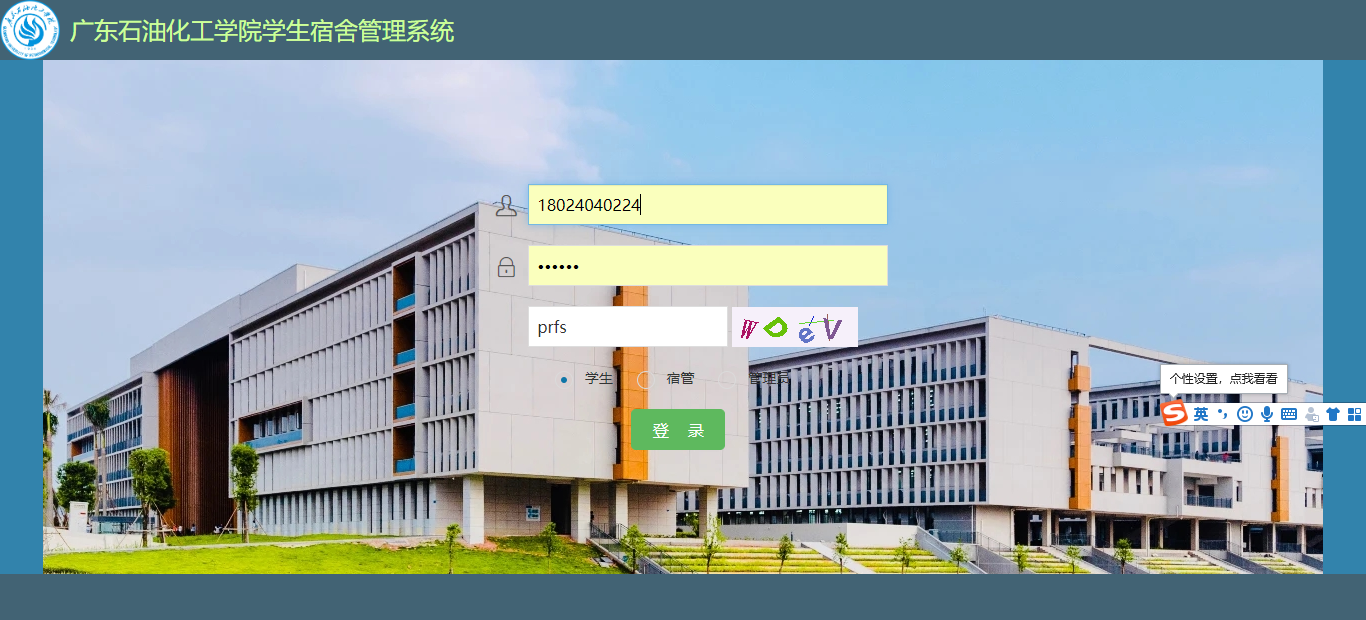 广东石油化工学院学生宿舍管理系统
18024040224
••••••
prfs
WDeV
学生 宿管 管理员
登 录
个性设置，点我看看
英